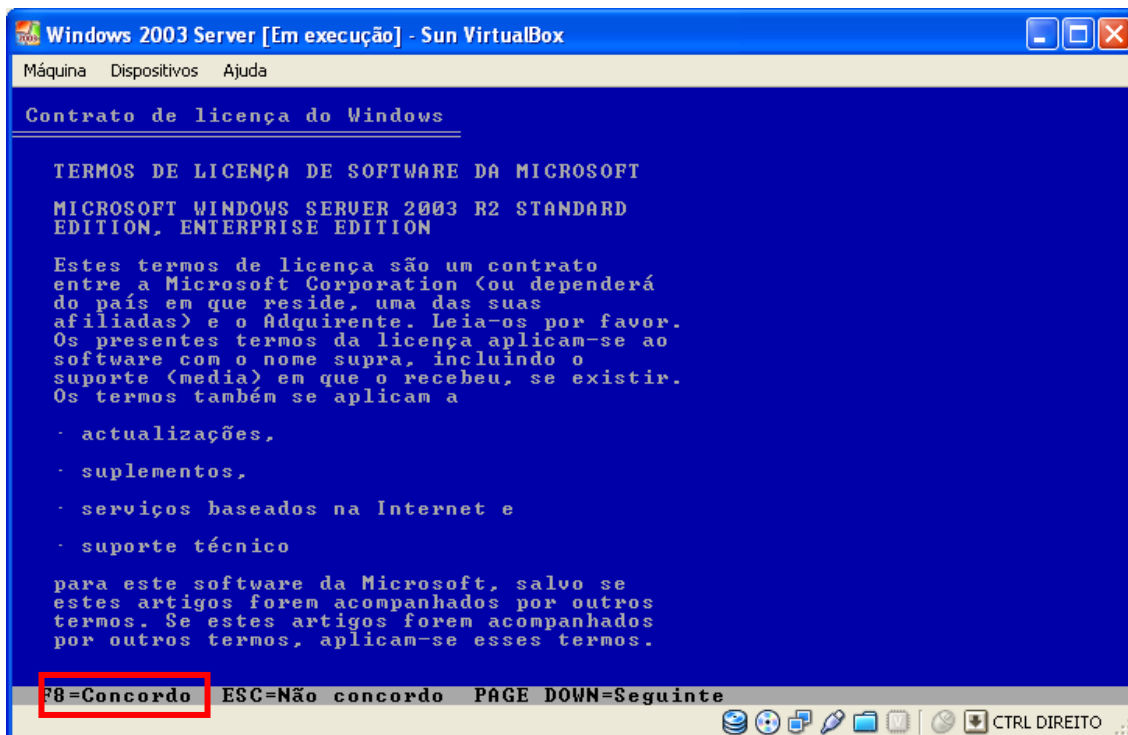 Windows 2003 Server [Em execução] - Sun VirtualBox
Máquina Dispositivos Ajuda
Contrato de licença do Windows
TERMOS DE LICENÇA DE SOFTWARE DA MICROSOFT
MICROSOFT WINDOWS SERVER 2003 R2 STANDARD
EDITION, ENTERPRISE EDITION
Estes termos de licença são um contrato
entre a Microsoft Corporation (ou dependerá
do país em que reside, uma das suas
afiliadas) e o Adquirente. Leia-os por favor.
Os presentes termos da licença aplicam-se ao
software com o nome supra, incluindo o
suporte (media) em que o recebeu, se existir.
Os termos também se aplicam a
· actualizações,
· suplementos,
· serviços baseados na Internet e
· suporte técnico
para este software da Microsoft, salvo se
estes artigos forem acompanhados por outros
termos. Se estes artigos forem acompanhados
por outros termos, aplicam-se esses termos.
F8=Concordo ESC=Não concordo PAGE DOWN=Seguinte
CTRL DIREITO